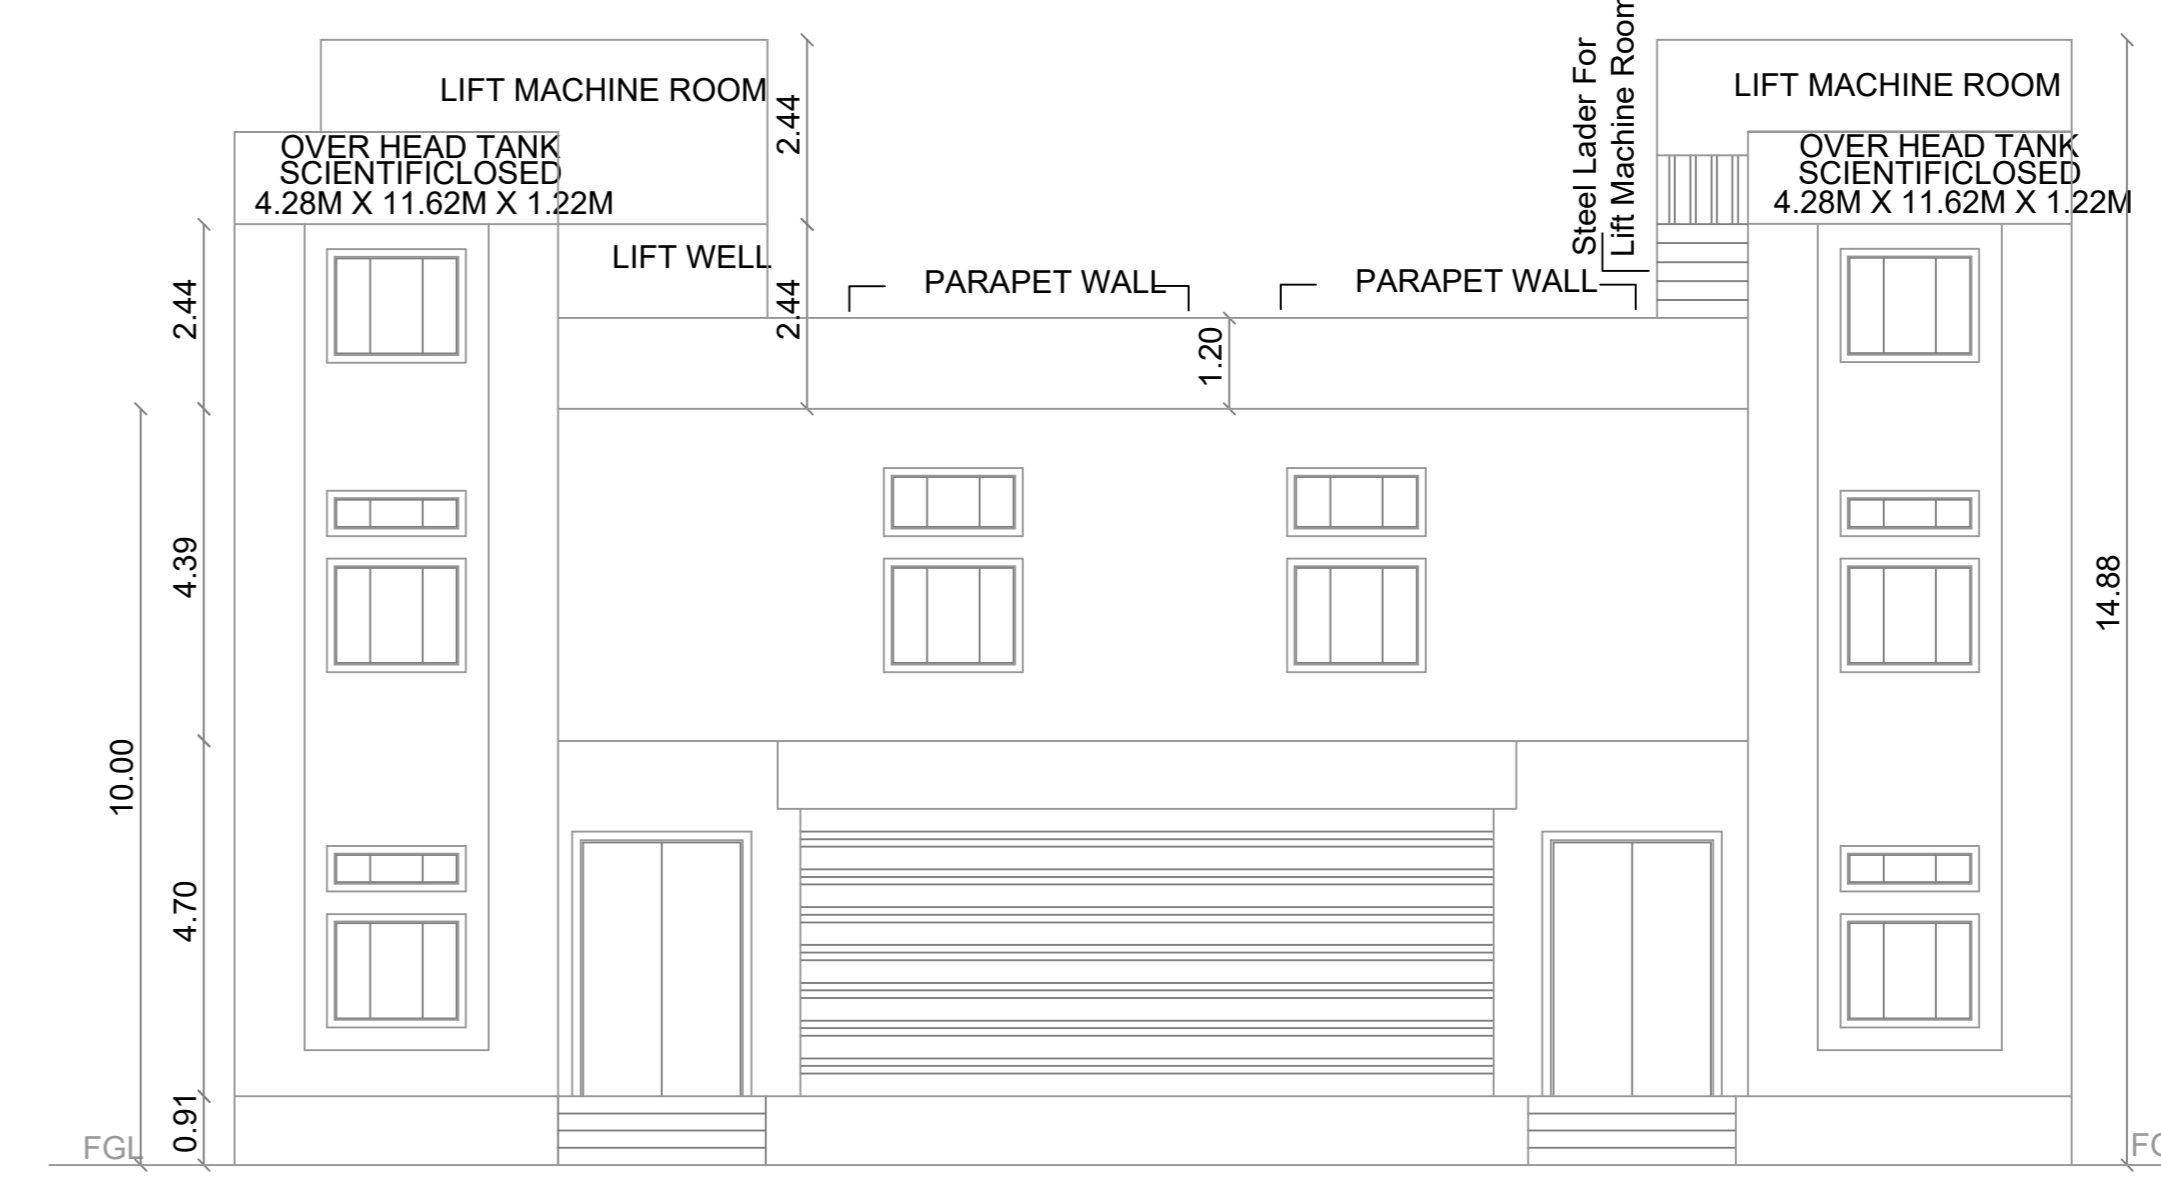 LIFT MACHINE ROOM
OVER HEAD TANK
SCIENTIFICLOSED
4.28M X 11.62M X 1.22M
2.44
Steel Lader For
Lift Machine Room
LIFT MACHINE ROOM
OVER HEAD TANK
SCIENTIFICLOSED
4.28M X 11.62M X 1.22M
LIFT WELL
PARAPET WALL
PARAPET WALL
2.44
2.44
1.20
4.39
14.88
10.00
4.70
0.91
FGL
FG